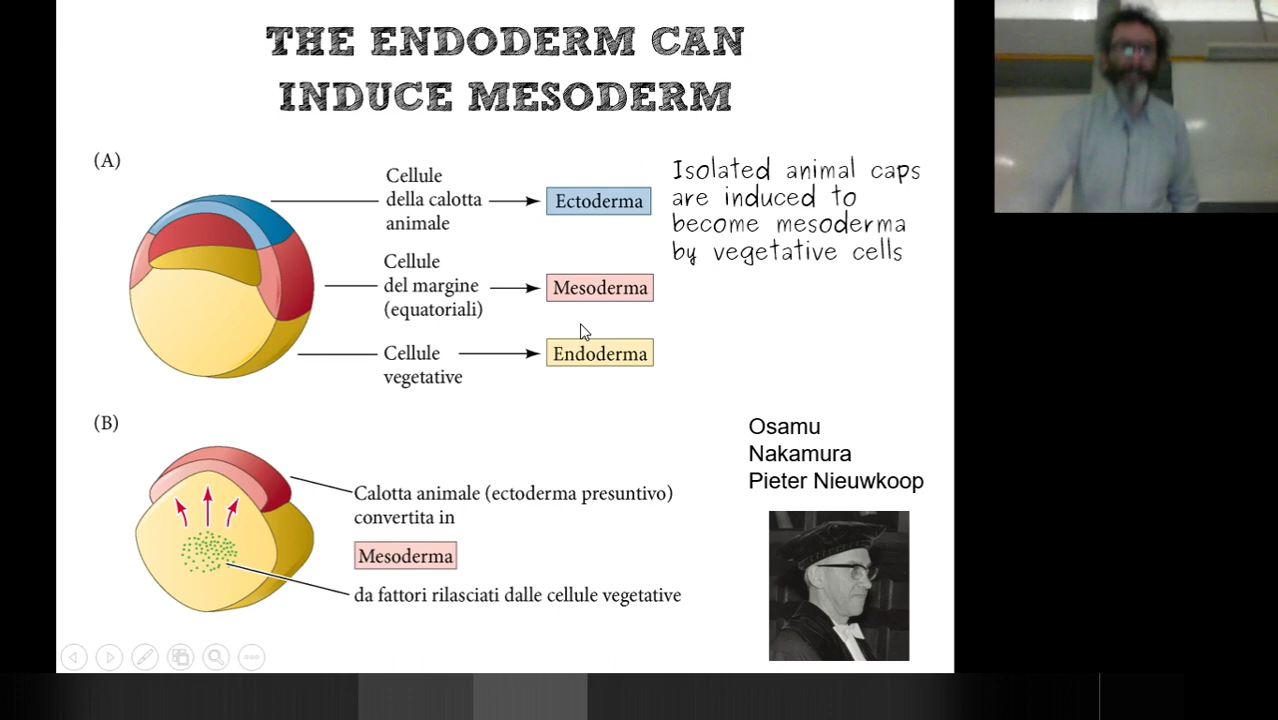 THE ENDODERM CAN
INDUCE MESODERM
(A)
Cellule
della calotta
animale
Ectoderma
Cellule
del margine
(equatoriali)
Mesoderma
Cellule
vegetative
Endoderma
Isolated animal caps
are induced to
become mesoderma
by vegetative cells
(B)
Calotta animale (ectoderma presuntivo)
convertita in
Mesoderma
da fattori rilasciati dalle cellule vegetative
Osamu
Nakamura
Pieter Nieuwkoop